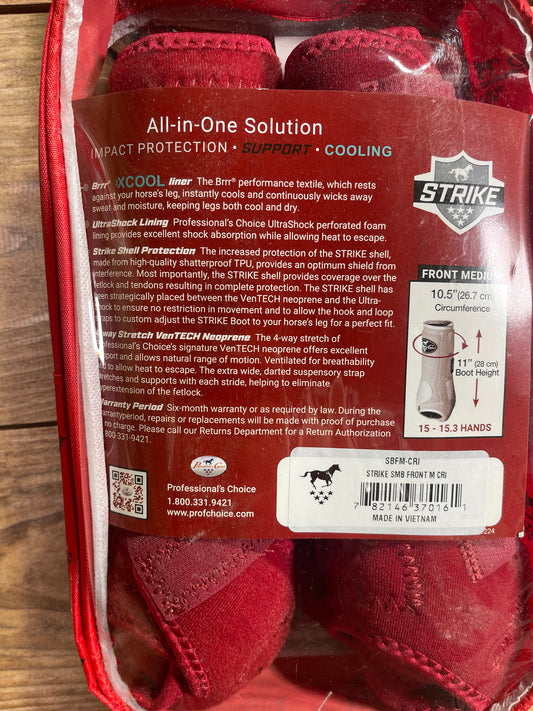 All-in-One Solution
IMPACT PROTECTION • SUPPORT • COOLING
Brrr® XCOOL liner The Brrr® performance textile, which rests
against your horse's leg, instantly cools and continuously wicks away
sweat and moisture, keeping legs both cool and dry.
UltraShock Lining Professional's Choice UltraShock perforated foam
lining provides excellent shock absorption while allowing heat to escape.
Strike Shell Protection The increased protection of the STRIKE shell,
made from high-quality shatterproof TPU, provides an optimum shield from
interference. Most importantly, the STRIKE shell provides coverage over the
fetlock and tendons resulting in complete protection. The STRIKE shell has
been strategically placed between the VenTECH neoprene and the Ultra-
shock to ensure no restriction in movement and to allow the hook and loop
straps to custom adjust the STRIKE Boot to your horse's leg for a perfect fit.
way Stretch VenTECH Neoprene The 4-way stretch of
Professional's Choice's signature VenTECH neoprene offers excellent
port and allows natural range of motion. Ventilated for breathability
to allow heat to escape. The extra wide, darted suspensory strap
stretches and supports with each stride, helping to eliminate
hyperextension of the fetlock.
Warranty Period Six-month warranty or as required by law. During the
warrantyperiod, repairs or replacements will be made with proof of purchase
no charge. Please call our Returns Department for a Return Authorization
800-331-9421.
Professional's Choice
1.800.331.9421
www.profchoice.com
STRIKE
FRONT MEDIUM
10.5" (26.7 cm)
Circumference
11" (28 cm)
Boot Height
15 - 15.3 HANDS
SBFM-CRI
STRIKE SMB FRONT M CRI
7 82146 37016 1
MADE IN VIETNAM
224